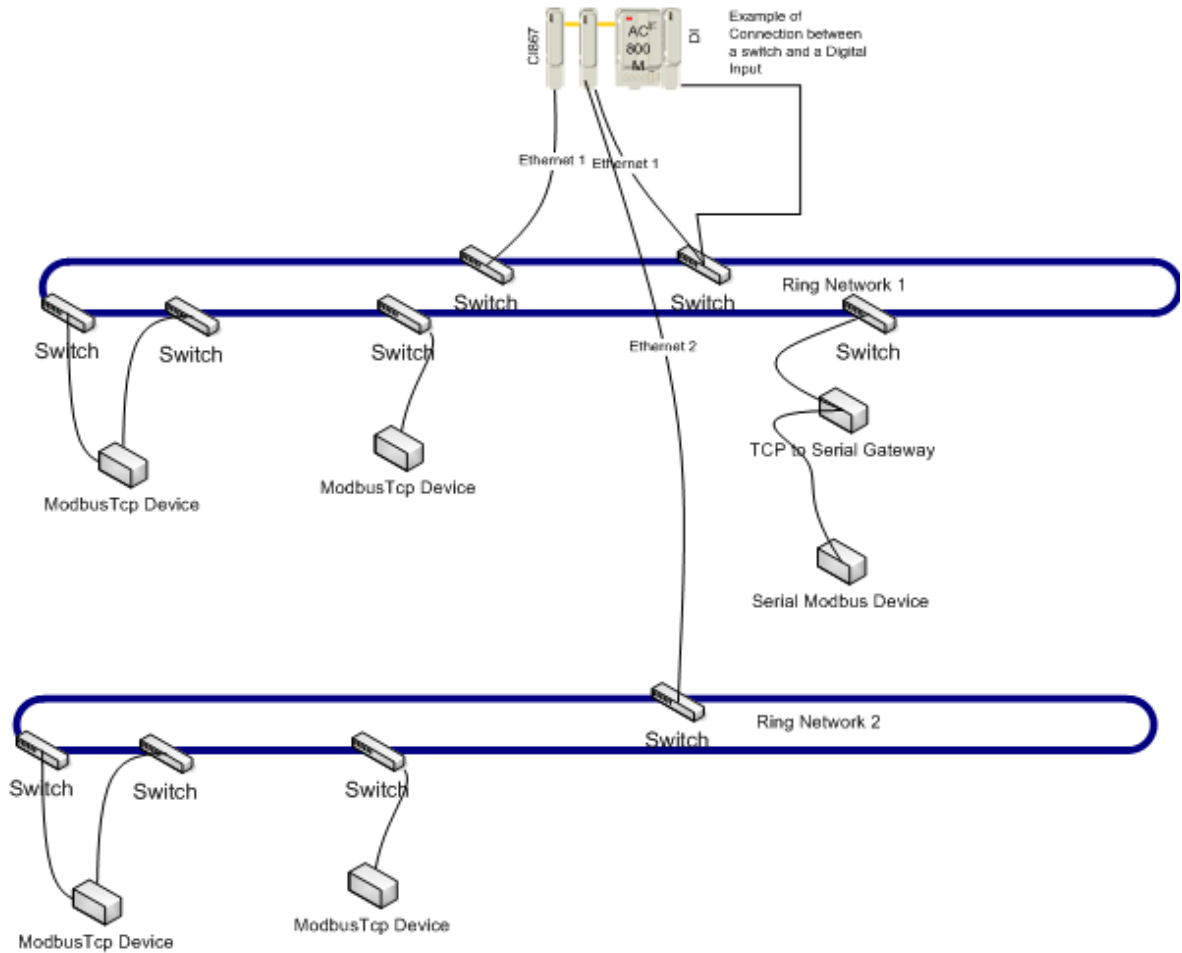 Example of
Connection between
a switch and a Digital
Input
CI867
AC
800
M
DI
Ethernet 1
Ethernet 1
Switch
Switch
Ring Network 1
Switch
Switch
Switch
Switch
Ethernet 2
TCP to Serial Gateway
ModbusTcp Device
ModbusTcp Device
Serial Modbus Device
Ring Network 2
Switch
Switch
Switch
Switch
ModbusTcp Device
ModbusTcp Device